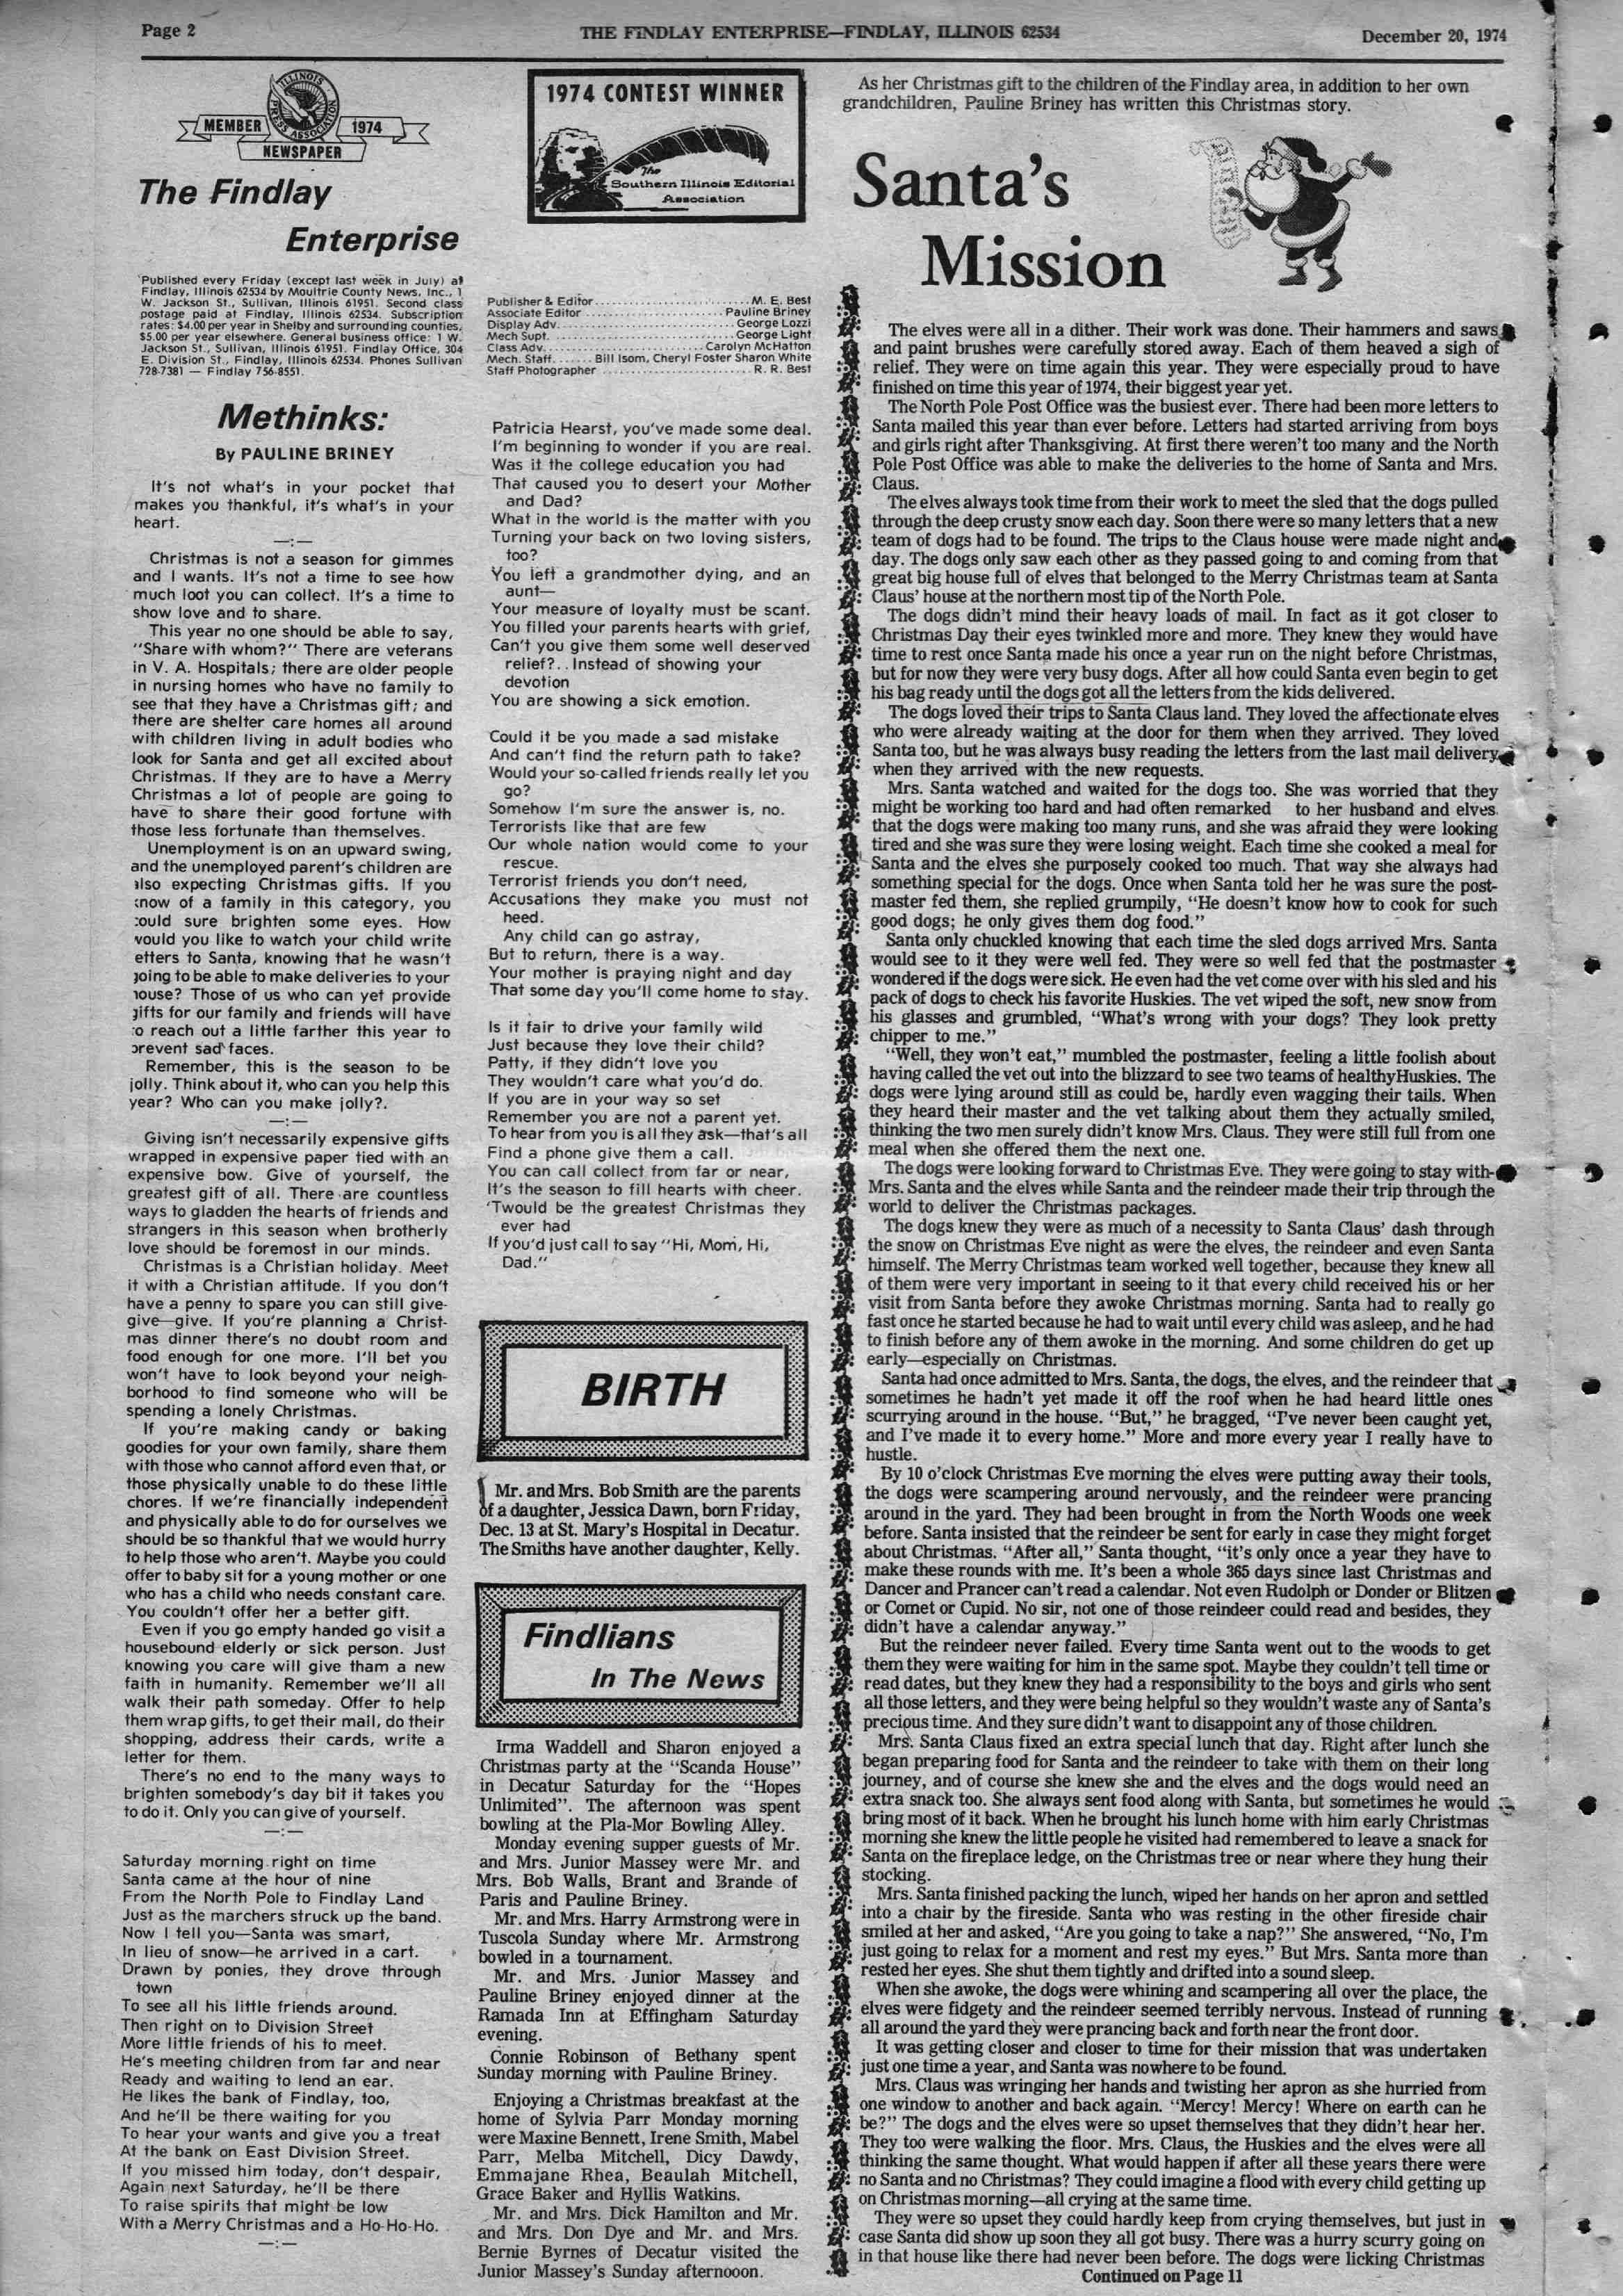 Page 2
THE FINDLAY ENTERPRISE—FINDLAY, ILLINOIS 62534
December 20, 1974
ILLINOIS
PRESS ASSOCIATION
MEMBER
1974
NEWSPAPER
The Findlay
Enterprise
Published every Friday (except last week in July) at
Findlay, Illinois 62534 by Moultrie County News, Inc., 1
W. Jackson St., Sullivan, Illinois 61951. Second class
postage paid at Findlay, Illinois 62534. Subscription
rates: $4.00 per year in Shelby and surrounding counties,
$5.00 per year elsewhere. General business office: 1 W.
Jackson St., Sullivan, Illinois 61951. Findlay Office, 304
E. Division St., Findlay, Illinois 62534. Phones Sullivan
728-7381 — Findlay 756-8551.
Methinks:
By PAULINE BRINEY
It's not what's in your pocket that
makes you thankful, it's what's in your
heart.
—:—
Christmas is not a season for gimmes
and I wants. It's not a time to see how
much loot you can collect. It's a time to
show love and to share.
This year no one should be able to say,
"Share with whom?" There are veterans
in V. A. Hospitals; there are older people
in nursing homes who have no family to
see that they have a Christmas gift; and
there are shelter care homes all around
with children living in adult bodies who
look for Santa and get all excited about
Christmas. If they are to have a Merry
Christmas a lot of people are going to
have to share their good fortune with
those less fortunate than themselves.
Unemployment is on an upward swing,
and the unemployed parent's children are
also expecting Christmas gifts. If you
know of a family in this category, you
could sure brighten some eyes. How
would you like to watch your child write
letters to Santa, knowing that he wasn't
going to be able to make deliveries to your
house? Those of us who can yet provide
gifts for our family and friends will have
to reach out a little farther this year to
prevent sad faces.
Remember, this is the season to be
jolly. Think about it, who can you help this
year? Who can you make jolly?.
—:—
Giving isn't necessarily expensive gifts
wrapped in expensive paper tied with an
expensive bow. Give of yourself, the
greatest gift of all. There are countless
ways to gladden the hearts of friends and
strangers in this season when brotherly
love should be foremost in our minds.
Christmas is a Christian holiday. Meet
it with a Christian attitude. If you don't
have a penny to spare you can still give-
give—give. If you're planning a Christ-
mas dinner there's no doubt room and
food enough for one more. I'll bet you
won't have to look beyond your neigh-
borhood to find someone who will be
spending a lonely Christmas.
If you're making candy or baking
goodies for your own family, share them
with those who cannot afford even that, or
those physically unable to do these little
chores. If we're financially independent
and physically able to do for ourselves we
should be so thankful that we would hurry
to help those who aren't. Maybe you could
offer to baby sit for a young mother or one
who has a child who needs constant care.
You couldn't offer her a better gift.
Even if you go empty handed go visit a
housebound elderly or sick person. Just
knowing you care will give tham a new
faith in humanity. Remember we'll all
walk their path someday. Offer to help
them wrap gifts, to get their mail, do their
shopping, address their cards, write a
letter for them.
There's no end to the many ways to
brighten somebody's day bit it takes you
to do it. Only you can give of yourself.
—:—
Saturday morning right on time
Santa came at the hour of nine
From the North Pole to Findlay Land
Just as the marchers struck up the band.
Now I tell you—Santa was smart,
In lieu of snow—he arrived in a cart.
Drawn by ponies, they drove through
town
To see all his little friends around.
Then right on to Division Street
More little friends of his to meet.
He's meeting children from far and near
Ready and waiting to lend an ear.
He likes the bank of Findlay, too,
And he'll be there waiting for you
To hear your wants and give you a treat
At the bank on East Division Street.
If you missed him today, don't despair,
Again next Saturday, he'll be there
To raise spirits that might be low
With a Merry Christmas and a Ho-Ho-Ho.
—:—
1974 CONTEST WINNER
The
Southern Illinois Editorial
Association
Publisher & Editor..........................M. E. Best
Associate Editor........................Pauline Briney
Display Adv..............................George Lozzi
Mech Supt................................George Light
Class Adv............................Carolyn McHatton
Mech. Staff.......Bill Isom, Cheryl Foster Sharon White
Staff Photographer..........................R. R. Best
Patricia Hearst, you've made some deal.
I'm beginning to wonder if you are real.
Was it the college education you had
That caused you to desert your Mother
and Dad?
What in the world is the matter with you
Turning your back on two loving sisters,
too?
You left a grandmother dying, and an
aunt—
Your measure of loyalty must be scant.
You filled your parents hearts with grief,
Can't you give them some well deserved
relief?. . Instead of showing your
devotion
You are showing a sick emotion.
Could it be you made a sad mistake
And can't find the return path to take?
Would your so-called friends really let you
go?
Somehow I'm sure the answer is, no.
Terrorists like that are few
Our whole nation would come to your
rescue.
Terrorist friends you don't need,
Accusations they make you must not
heed.
Any child can go astray,
But to return, there is a way.
Your mother is praying night and day
That some day you'll come home to stay.
Is it fair to drive your family wild
Just because they love their child?
Patty, if they didn't love you
They wouldn't care what you'd do.
If you are in your way so set
Remember you are not a parent yet.
To hear from you is all they ask—that's all
Find a phone give them a call.
You can call collect from far or near,
It's the season to fill hearts with cheer.
'Twould be the greatest Christmas they
ever had
If you'd just call to say "Hi, Mom, Hi,
Dad."
BIRTH
Mr. and Mrs. Bob Smith are the parents
of a daughter, Jessica Dawn, born Friday,
Dec. 13 at St. Mary's Hospital in Decatur.
The Smiths have another daughter, Kelly.
Findlians
In The News
Irma Waddell and Sharon enjoyed a
Christmas party at the "Scanda House"
in Decatur Saturday for the "Hopes
Unlimited". The afternoon was spent
bowling at the Pla-Mor Bowling Alley.
Monday evening supper guests of Mr.
and Mrs. Junior Massey were Mr. and
Mrs. Bob Walls, Brant and Brande of
Paris and Pauline Briney.
Mr. and Mrs. Harry Armstrong were in
Tuscola Sunday where Mr. Armstrong
bowled in a tournament.
Mr. and Mrs. Junior Massey and
Pauline Briney enjoyed dinner at the
Ramada Inn at Effingham Saturday
evening.
Connie Robinson of Bethany spent
Sunday morning with Pauline Briney.
Enjoying a Christmas breakfast at the
home of Sylvia Parr Monday morning
were Maxine Bennett, Irene Smith, Mabel
Parr, Melba Mitchell, Dicy Dawdy,
Emmajane Rhea, Beaulah Mitchell,
Grace Baker and Hyllis Watkins.
Mr. and Mrs. Dick Hamilton and Mr.
and Mrs. Don Dye and Mr. and Mrs.
Bernie Byrnes of Decatur visited the
Junior Massey's Sunday afternooon.
As her Christmas gift to the children of the Findlay area, in addition to her own
grandchildren, Pauline Briney has written this Christmas story.
Santa's
Mission
The elves were all in a dither. Their work was done. Their hammers and saws
and paint brushes were carefully stored away. Each of them heaved a sigh of
relief. They were on time again this year. They were especially proud to have
finished on time this year of 1974, their biggest year yet.
The North Pole Post Office was the busiest ever. There had been more letters to
Santa mailed this year than ever before. Letters had started arriving from boys
and girls right after Thanksgiving. At first there weren't too many and the North
Pole Post Office was able to make the deliveries to the home of Santa and Mrs.
Claus.
The elves always took time from their work to meet the sled that the dogs pulled
through the deep crusty snow each day. Soon there were so many letters that a new
team of dogs had to be found. The trips to the Claus house were made night and
day. The dogs only saw each other as they passed going to and coming from that
great big house full of elves that belonged to the Merry Christmas team at Santa
Claus' house at the northern most tip of the North Pole.
The dogs didn't mind their heavy loads of mail. In fact as it got closer to
Christmas Day their eyes twinkled more and more. They knew they would have
time to rest once Santa made his once a year run on the night before Christmas,
but for now they were very busy dogs. After all how could Santa even begin to get
his bag ready until the dogs got all the letters from the kids delivered.
The dogs loved their trips to Santa Claus land. They loved the affectionate elves
who were already waiting at the door for them when they arrived. They loved
Santa too, but he was always busy reading the letters from the last mail delivery
when they arrived with the new requests.
Mrs. Santa watched and waited for the dogs too. She was worried that they
might be working too hard and had often remarked to her husband and elves
that the dogs were making too many runs, and she was afraid they were looking
tired and she was sure they were losing weight. Each time she cooked a meal for
Santa and the elves she purposely cooked too much. That way she always had
something special for the dogs. Once when Santa told her he was sure the post-
master fed them, she replied grumpily, "He doesn't know how to cook for such
good dogs; he only gives them dog food."
Santa only chuckled knowing that each time the sled dogs arrived Mrs. Santa
would see to it they were well fed. They were so well fed that the postmaster
wondered if the dogs were sick. He even had the vet come over with his sled and his
pack of dogs to check his favorite Huskies. The vet wiped the soft, new snow from
his glasses and grumbled, "What's wrong with your dogs? They look pretty
chipper to me."
"Well, they won't eat," mumbled the postmaster, feeling a little foolish about
having called the vet out into the blizzard to see two teams of healthyHuskies. The
dogs were lying around still as could be, hardly even wagging their tails. When
they heard their master and the vet talking about them they actually smiled,
thinking the two men surely didn't know Mrs. Claus. They were still full from one
meal when she offered them the next one.
The dogs were looking forward to Christmas Eve. They were going to stay with
Mrs. Santa and the elves while Santa and the reindeer made their trip through the
world to deliver the Christmas packages.
The dogs knew they were as much of a necessity to Santa Claus' dash through
the snow on Christmas Eve night as were the elves, the reindeer and even Santa
himself. The Merry Christmas team worked well together, because they knew all
of them were very important in seeing to it that every child received his or her
visit from Santa before they awoke Christmas morning. Santa had to really go
fast once he started because he had to wait until every child was asleep, and he had
to finish before any of them awoke in the morning. And some children do get up
early—especially on Christmas.
Santa had once admitted to Mrs. Santa, the dogs, the elves, and the reindeer that
sometimes he hadn't yet made it off the roof when he had heard little ones
scurrying around in the house. "But," he bragged, "I've never been caught yet,
and I've made it to every home." More and more every year I really have to
hustle.
By 10 o'clock Christmas Eve morning the elves were putting away their tools,
the dogs were scampering around nervously, and the reindeer were prancing
around in the yard. They had been brought in from the North Woods one week
before. Santa insisted that the reindeer be sent for early in case they might forget
about Christmas. "After all," Santa thought, "it's only once a year they have to
make these rounds with me. It's been a whole 365 days since last Christmas and
Dancer and Prancer can't read a calendar. Not even Rudolph or Donder or Blitzen
or Comet or Cupid. No sir, not one of those reindeer could read and besides, they
didn't have a calendar anyway."
But the reindeer never failed. Every time Santa went out to the woods to get
them they were waiting for him in the same spot. Maybe they couldn't tell time or
read dates, but they knew they had a responsibility to the boys and girls who sent
all those letters, and they were being helpful so they wouldn't waste any of Santa's
precious time. And they sure didn't want to disappoint any of those children.
Mrs. Santa Claus fixed an extra special lunch that day. Right after lunch she
began preparing food for Santa and the reindeer to take with them on their long
journey, and of course she knew she and the elves and the dogs would need an
extra snack too. She always sent food along with Santa, but sometimes he would
bring most of it back. When he brought his lunch home with him early Christmas
morning she knew the little people he visited had remembered to leave a snack for
Santa on the fireplace ledge, on the Christmas tree or near where they hung their
stocking.
Mrs. Santa finished packing the lunch, wiped her hands on her apron and settled
into a chair by the fireside. Santa who was resting in the other fireside chair
smiled at her and asked, "Are you going to take a nap?" She answered, "No, I'm
just going to relax for a moment and rest my eyes." But Mrs. Santa more than
rested her eyes. She shut them tightly and drifted into a sound sleep.
When she awoke, the dogs were whining and scampering all over the place, the
elves were fidgety and the reindeer seemed terribly nervous. Instead of running
all around the yard they were prancing back and forth near the front door.
It was getting closer and closer to time for their mission that was undertaken
just one time a year, and Santa was nowhere to be found.
Mrs. Claus was wringing her hands and twisting her apron as she hurried from
one window to another and back again. "Mercy! Mercy! Where on earth can he
be?" The dogs and the elves were so upset themselves that they didn't hear her.
They too were walking the floor. Mrs. Claus, the Huskies and the elves were all
thinking the same thought. What would happen if after all these years there were
no Santa and no Christmas? They could imagine a flood with every child getting up
on Christmas morning—all crying at the same time.
They were so upset they could hardly keep from crying themselves, but just in
case Santa did show up soon they all got busy. There was a hurry scurry going on
in that house like there had never been before. The dogs were licking Christmas
Continued on Page 11